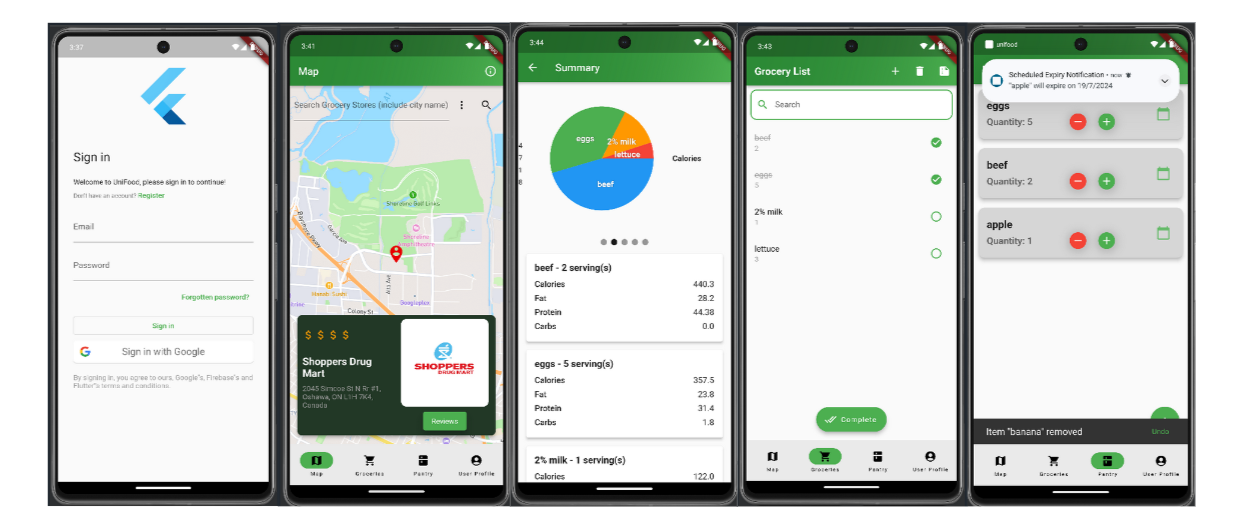 3:37
Sign in
Welcome to UniFood, please sign in to continue!
Don't have an account? Register
Email
Password
Forgotten password?
Sign in
G Sign in with Google
By signing in, you agree to ours, Google"s, Firebase"s and
Flutter"s terms and conditions.
3:41
Map
Search Grocery Stores (include city name)
Shoreline Golf Links
Shoreline
Amphitheatre
Googleplex
Colony St
$ $ $ $
Shoppers Drug
Mart
2045 Simcoe St N Rr #1,
Oshawa, ON L1H 7K4,
Canada
SHOPPERS
DRUG MART
Reviews
Map
Groceries
Pantry
User Profile
3:44
Summary
4
7
1
8
eggs
2% milk
lettuce
beef
Calories
beef - 2 serving(s)
Calories 440.3
Fat 28.2
Protein 44.38
Carbs 0.0
eggs - 5 serving(s)
Calories 357.5
Fat 23.8
Protein 31.4
Carbs 1.8
2% milk - 1 serving(s)
Calories 122.0
3:43
Grocery List
Search
beef
2
eggs
5
2% milk
1
lettuce
3
Complete
Map
Groceries
Pantry
User Profile
unifood
Scheduled Expiry Notification • now
"apple" will expire on 19/7/2024
eggs
Quantity: 5
beef
Quantity: 2
apple
Quantity: 1
Item "banana" removed
Undo
Map
Groceries
Pantry
User Profile